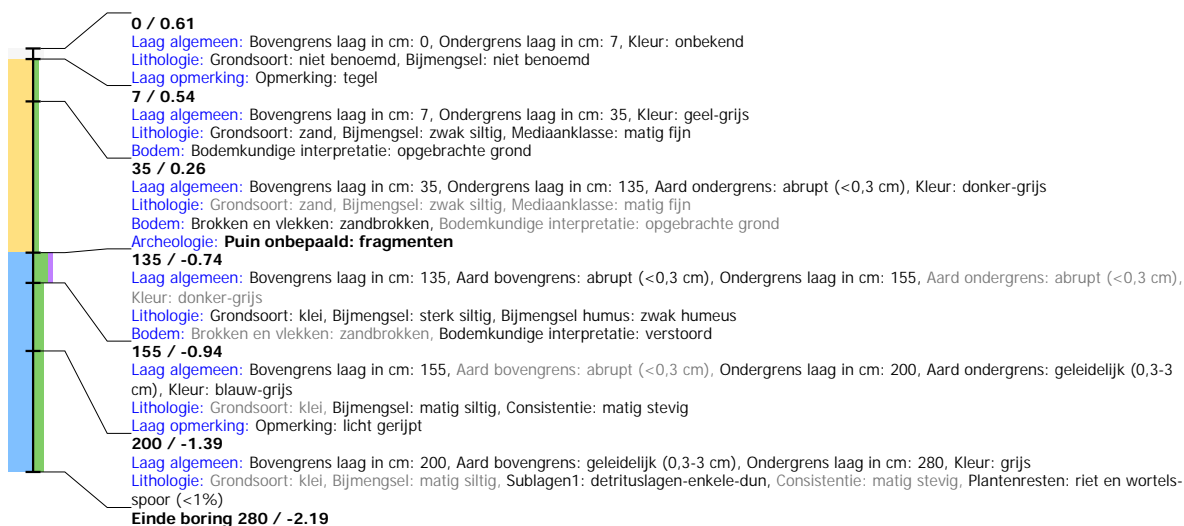 0 / 0.61
Laag algemeen: Bovengrens laag in cm: 0, Ondergrens laag in cm: 7, Kleur: onbekend
Lithologie: Grondsoort: niet benoemd, Bijmengsel: niet benoemd
Laag opmerking: Opmerking: tegel
7 / 0.54
Laag algemeen: Bovengrens laag in cm: 7, Ondergrens laag in cm: 35, Kleur: geel-grijs
Lithologie: Grondsoort: zand, Bijmengsel: zwak siltig, Mediaanklasse: matig fijn
Bodem: Bodemkundige interpretatie: opgebrachte grond
35 / 0.26
Laag algemeen: Bovengrens laag in cm: 35, Ondergrens laag in cm: 135, Aard ondergrens: abrupt (<0,3 cm), Kleur: donker-grijs
Lithologie: Grondsoort: zand, Bijmengsel: zwak siltig, Mediaanklasse: matig fijn
Bodem: Brokken en vlekken: zandbrokken, Bodemkundige interpretatie: opgebrachte grond
Archeologie: Puin onbepaald: fragmenten
135 / -0.74
Laag algemeen: Bovengrens laag in cm: 135, Aard bovengrens: abrupt (<0,3 cm), Ondergrens laag in cm: 155, Aard ondergrens: abrupt (<0,3 cm),
Kleur: donker-grijs
Lithologie: Grondsoort: klei, Bijmengsel: sterk siltig, Bijmengsel humus: zwak humeus
Bodem: Brokken en vlekken: zandbrokken, Bodemkundige interpretatie: verstoord
155 / -0.94
Laag algemeen: Bovengrens laag in cm: 155, Aard bovengrens: abrupt (<0,3 cm), Ondergrens laag in cm: 200, Aard ondergrens: geleidelijk (0,3-3
cm), Kleur: blauw-grijs
Lithologie: Grondsoort: klei, Bijmengsel: matig siltig, Consistentie: matig stevig
Laag opmerking: Opmerking: licht gerijpt
200 / -1.39
Laag algemeen: Bovengrens laag in cm: 200, Aard bovengrens: geleidelijk (0,3-3 cm), Ondergrens laag in cm: 280, Kleur: grijs
Lithologie: Grondsoort: klei, Bijmengsel: matig siltig, Sublagen1: detrituslagen-enkele-dun, Consistentie: matig stevig, Plantenresten: riet en wortels-
spoor (<1%)
Einde boring 280 / -2.19